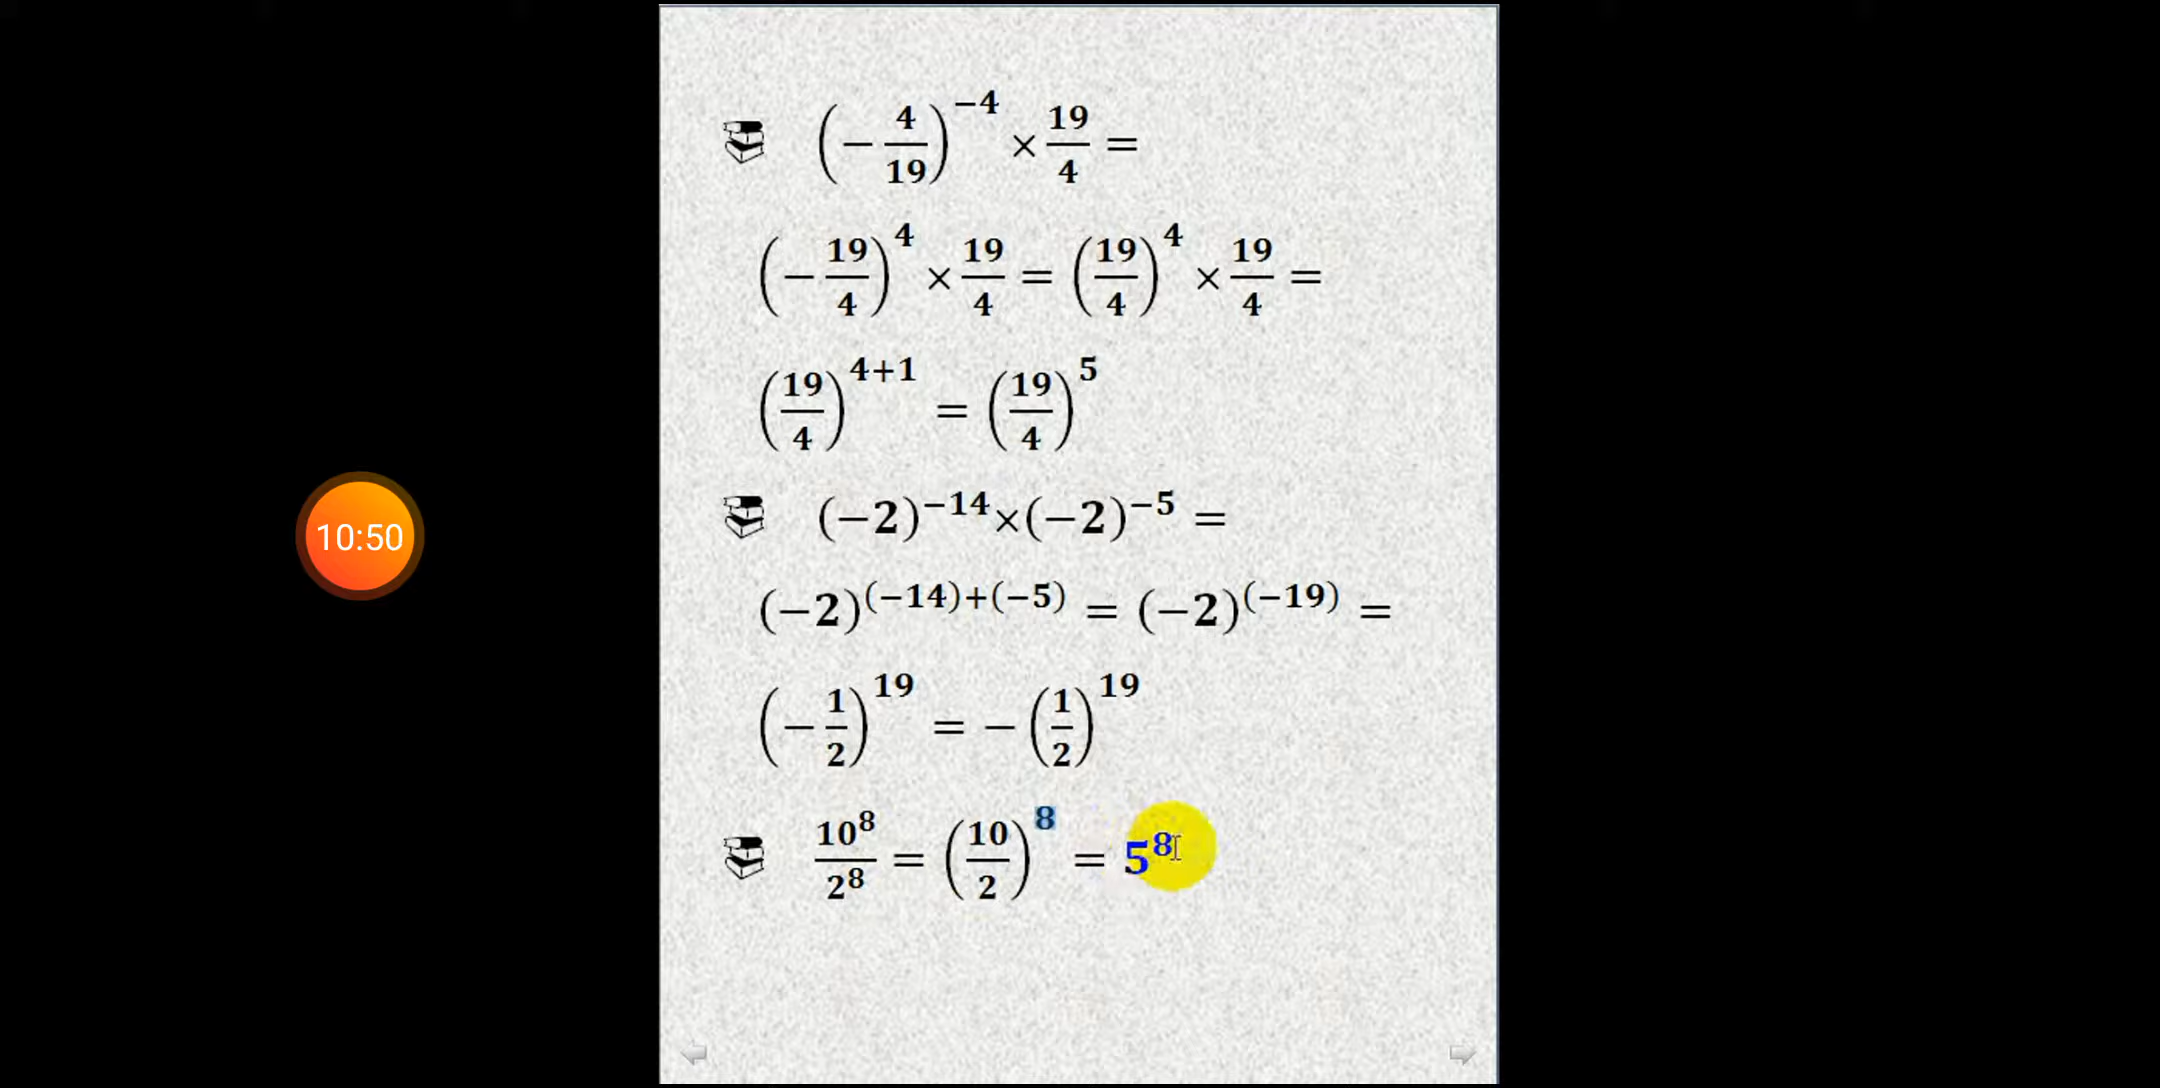 (−4/19)^−4 × 19/4 =
(−19/4)^4 × 19/4 = (19/4)^4 × 19/4 =
(19/4)^4+1 = (19/4)^5
10:50
(−2)^−14×(−2)^−5 =
(−2)^(−14)+(−5) = (−2)^(−19) =
(−1/2)^19 = −(1/2)^19
10^8/2^8 = (10/2)^8 = 5^8